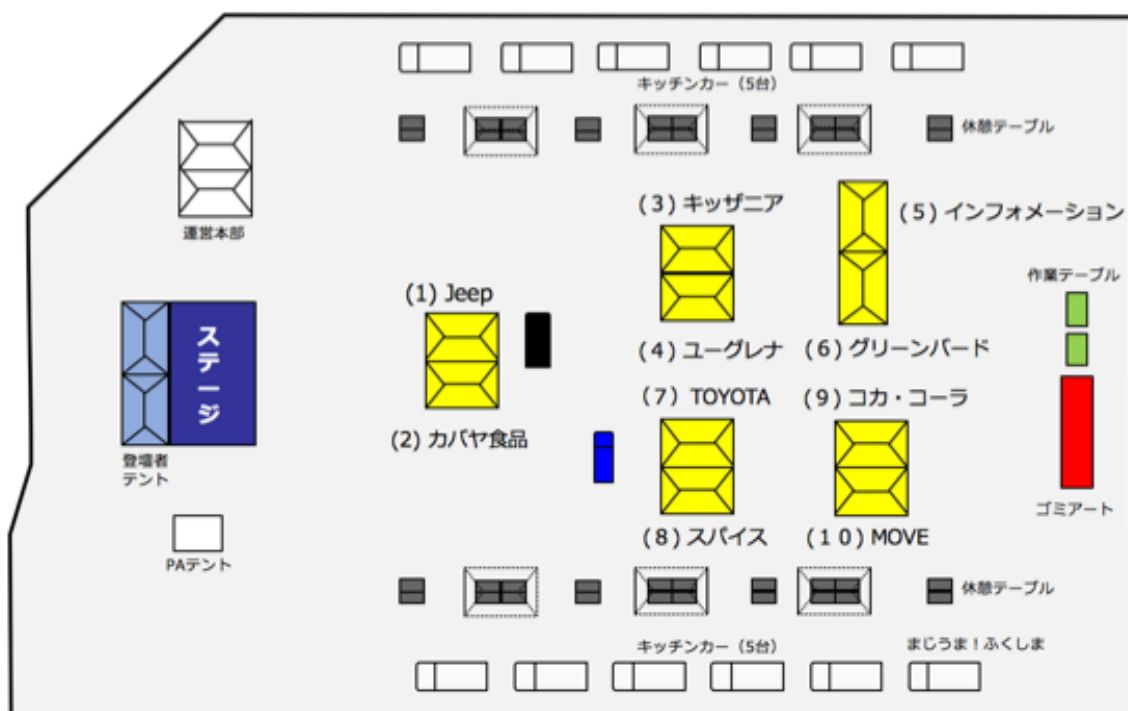 キッチンカー（5台）
休憩テーブル
運営本部
(３) キッザニア
(５) インフォメーション
作業テーブル
(１) Jeep
ステージ
(４) ユーグレナ
(６) グリーンバード
(７) TOYOTA
(９) コカ・コーラ
(２) カバヤ食品
登壇者
テント
ゴミアート
(８) スパイス
(１０) MOVE
PAテント
休憩テーブル
キッチンカー（5台）
まじうま！ふくしま